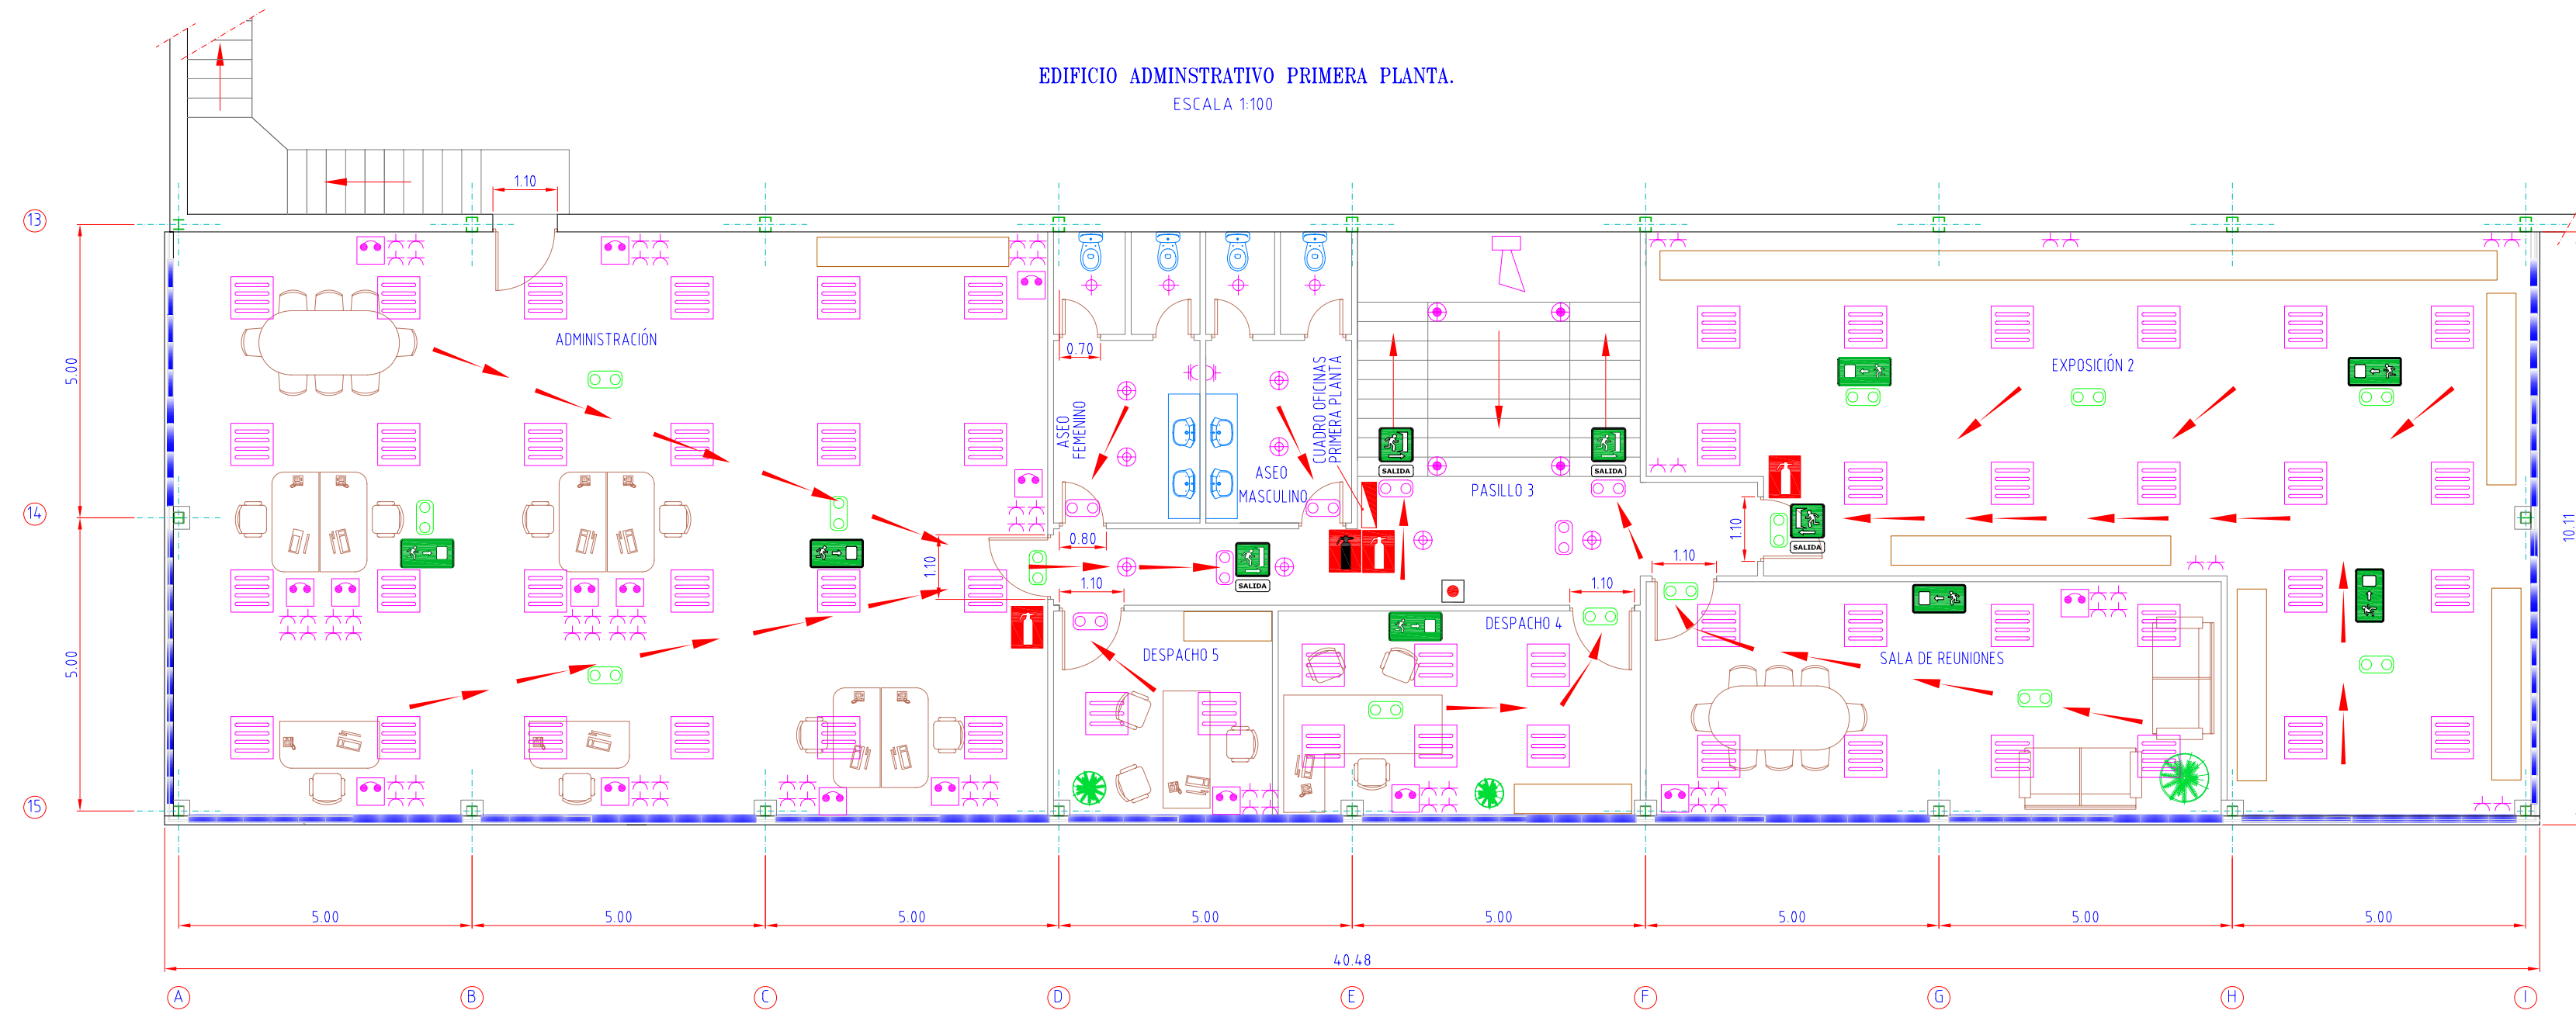 EDIFICIO ADMINSTRATIVO PRIMERA PLANTA.
ESCALA 1:100
1.10
13
5.00
14
5.00
15
ADMINISTRACIÓN
0.70
ASEO
FEMENINO
ASEO
MASCULINO
CUADRO OFICINAS
PRIMERA PLANTA
SALIDA
SALIDA
PASILLO 3
EXPOSICIÓN 2
1.10
SALIDA
10.11
0.80
1.10
1.10
SALIDA
1.10
1.10
DESPACHO 5
DESPACHO 4
SALA DE REUNIONES
5.00
5.00
5.00
5.00
5.00
5.00
5.00
5.00
40.48
A
B
C
D
E
F
G
H
I